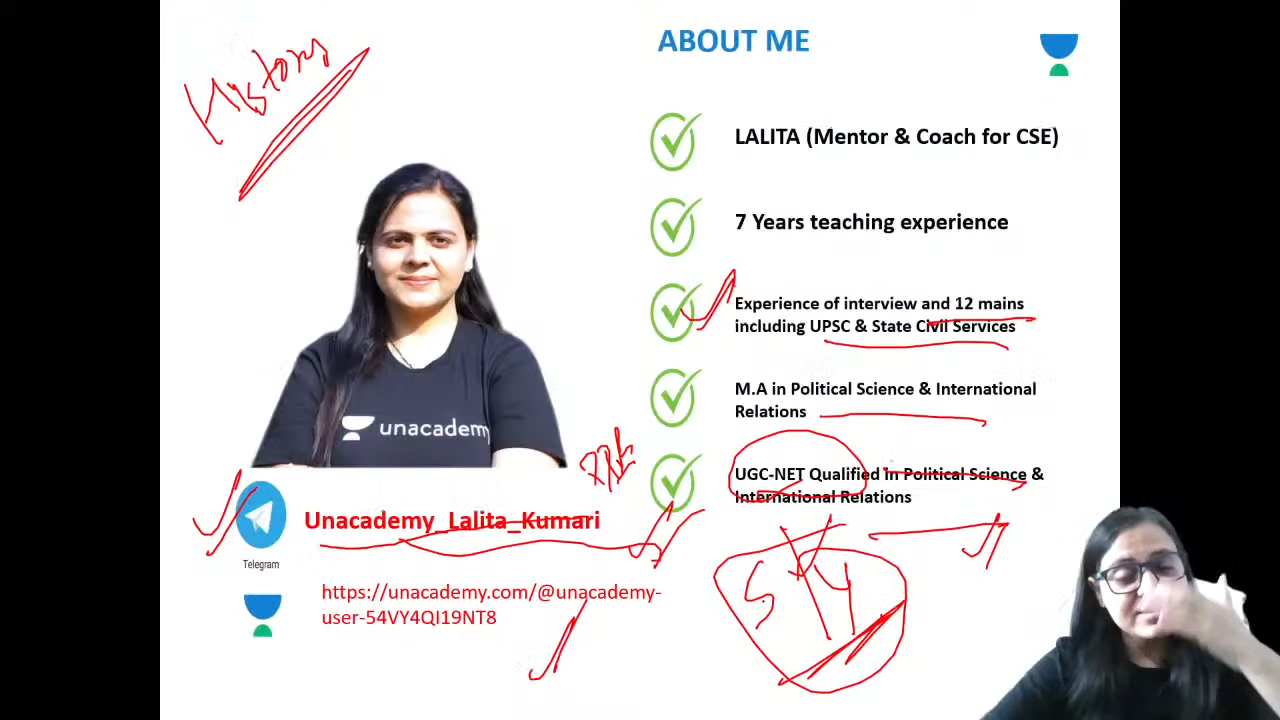 History
ABOUT ME
LALITA (Mentor & Coach for CSE)
7 Years teaching experience
Experience of interview and 12 mains
including UPSC & State Civil Services
M.A in Political Science & International
Relations
UGC-NET Qualified in Political Science &
International Relations
unacademy
Unacademy_Lalita_Kumari
Telegram
https://unacademy.com/@unacademy-
user-54VY4QI19NT8